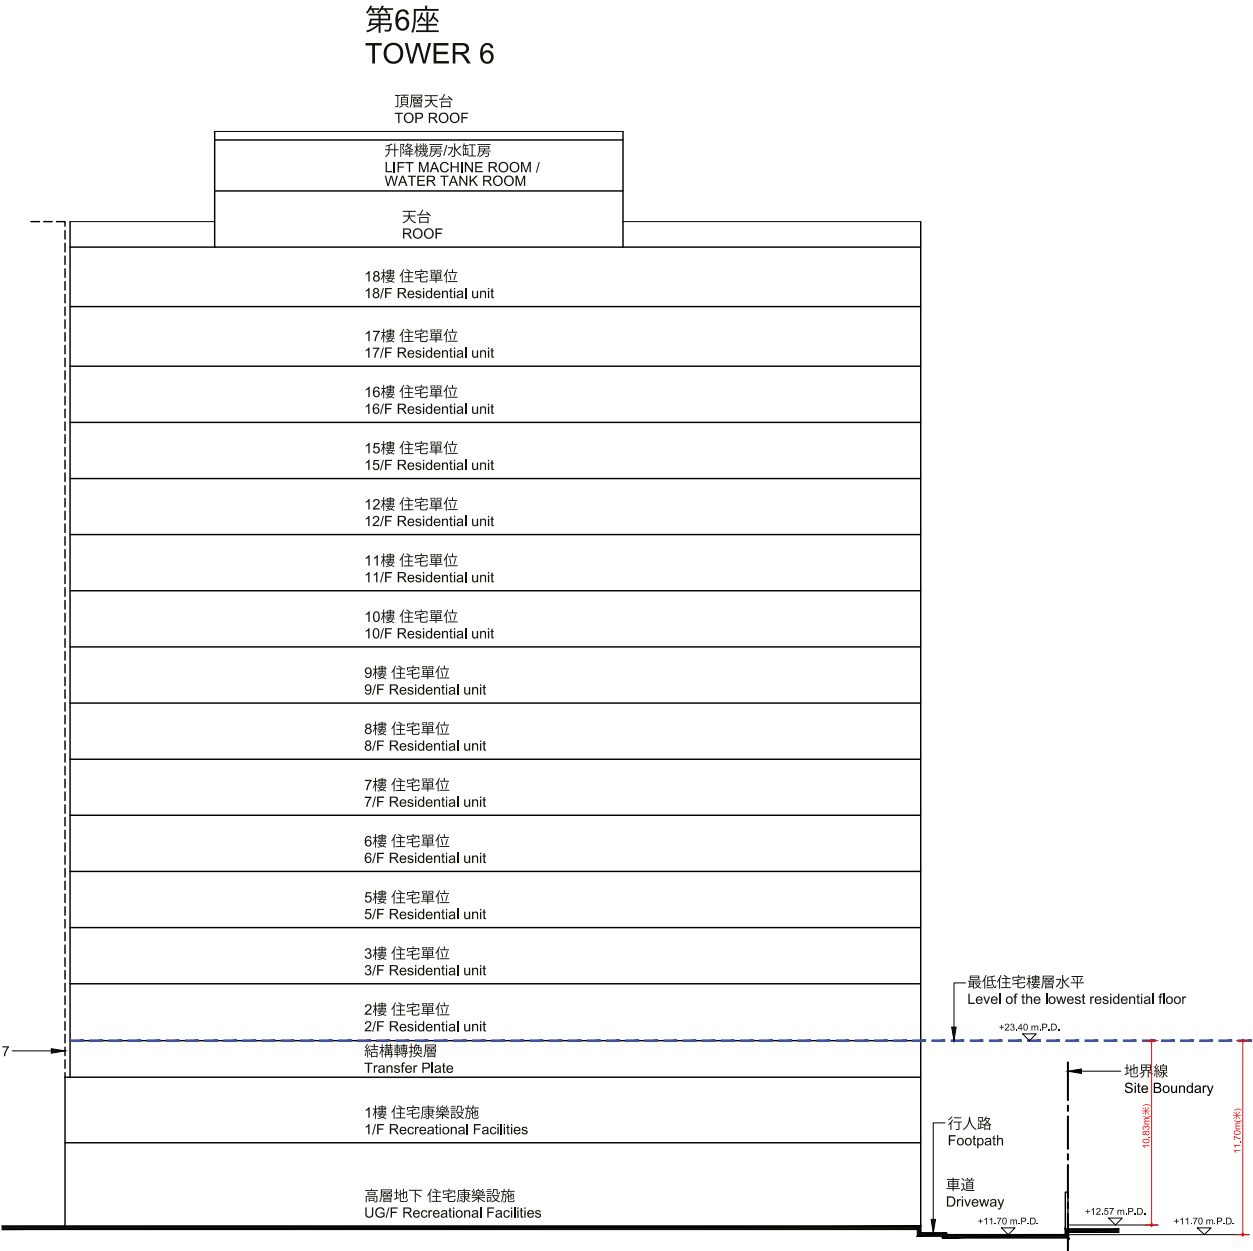 第6座
TOWER 6
頂層天台
TOP ROOF
升降機房/水缸房
LIFT MACHINE ROOM /
WATER TANK ROOM
天台
ROOF
18樓 住宅單位
18/F Residential unit
17樓 住宅單位
17/F Residential unit
16樓 住宅單位
16/F Residential unit
15樓 住宅單位
15/F Residential unit
12樓 住宅單位
12/F Residential unit
11樓 住宅單位
11/F Residential unit
10樓 住宅單位
10/F Residential unit
9樓 住宅單位
9/F Residential unit
8樓 住宅單位
8/F Residential unit
7樓 住宅單位
7/F Residential unit
6樓 住宅單位
6/F Residential unit
5樓 住宅單位
5/F Residential unit
3樓 住宅單位
3/F Residential unit
2樓 住宅單位
2/F Residential unit
最低住宅樓層水平
Level of the lowest residential floor
+23.40 m.P.D.
7
結構轉換層
Transfer Plate
地界線
Site Boundary
1樓 住宅康樂設施
1/F Recreational Facilities
行人路
Footpath
10.83m(米)
11.70m(米)
高層地下 住宅康樂設施
UG/F Recreational Facilities
車道
Driveway
+11.70 m.P.D.
+12.57 m.P.D.
+11.70 m.P.D.